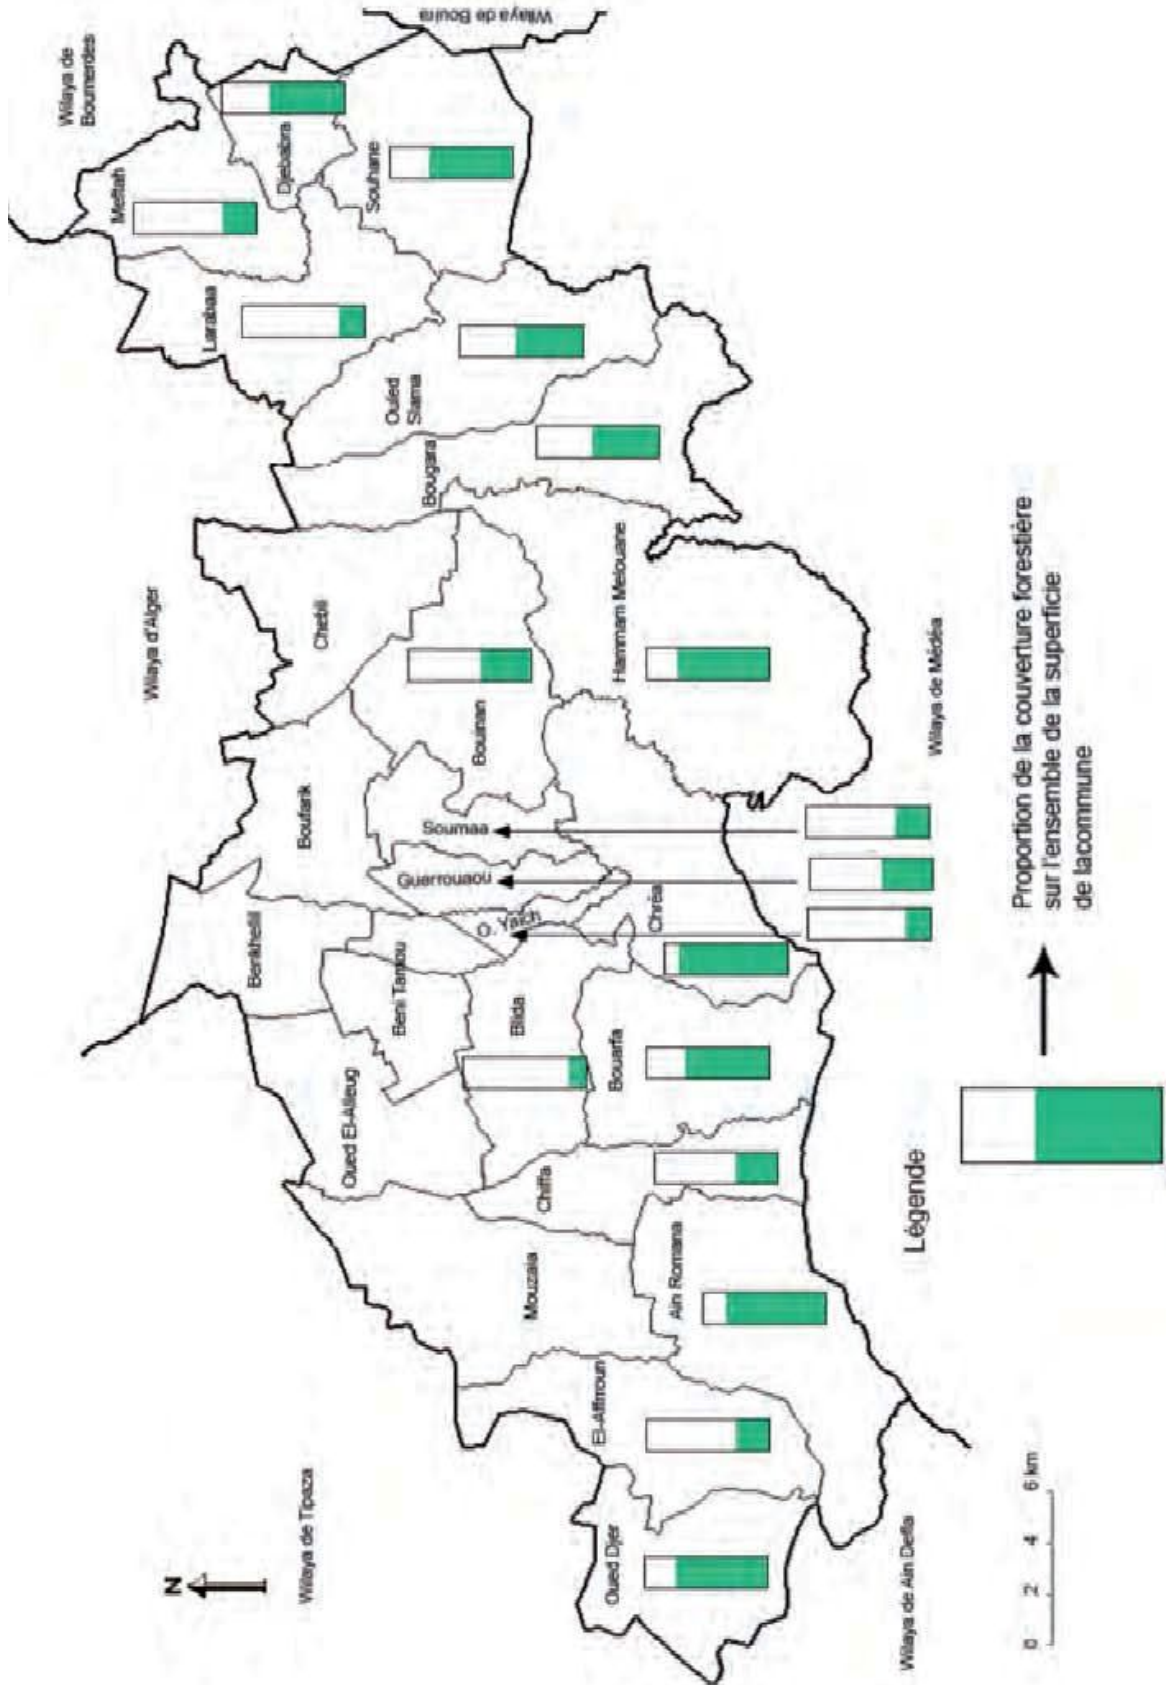 N
Wilaya de Tipaza
Wilaya d'Alger
Wilaya de
Boumerdes
Wilaya de Bouira
Meftah
Djebabra
Souhane
Larabaa
Ouled
Slama
Bougara
Chebli
Hammam Melouane
Bouinan
Boufarik
Soumaa
Guerrouaou
O. Yaich
Chréa
Benkhellil
Beni Tamou
Blida
Bouarfa
Oued El-Alleug
Chiffa
Mouzaia
Ain Romana
El-Affroun
Oued Djer
Wilaya de Médéa
Wilaya de Ain Defla
0 2 4 6 km
Légende
Proportion de la couverture forestière
sur l'ensemble de la superficie
de lacommune